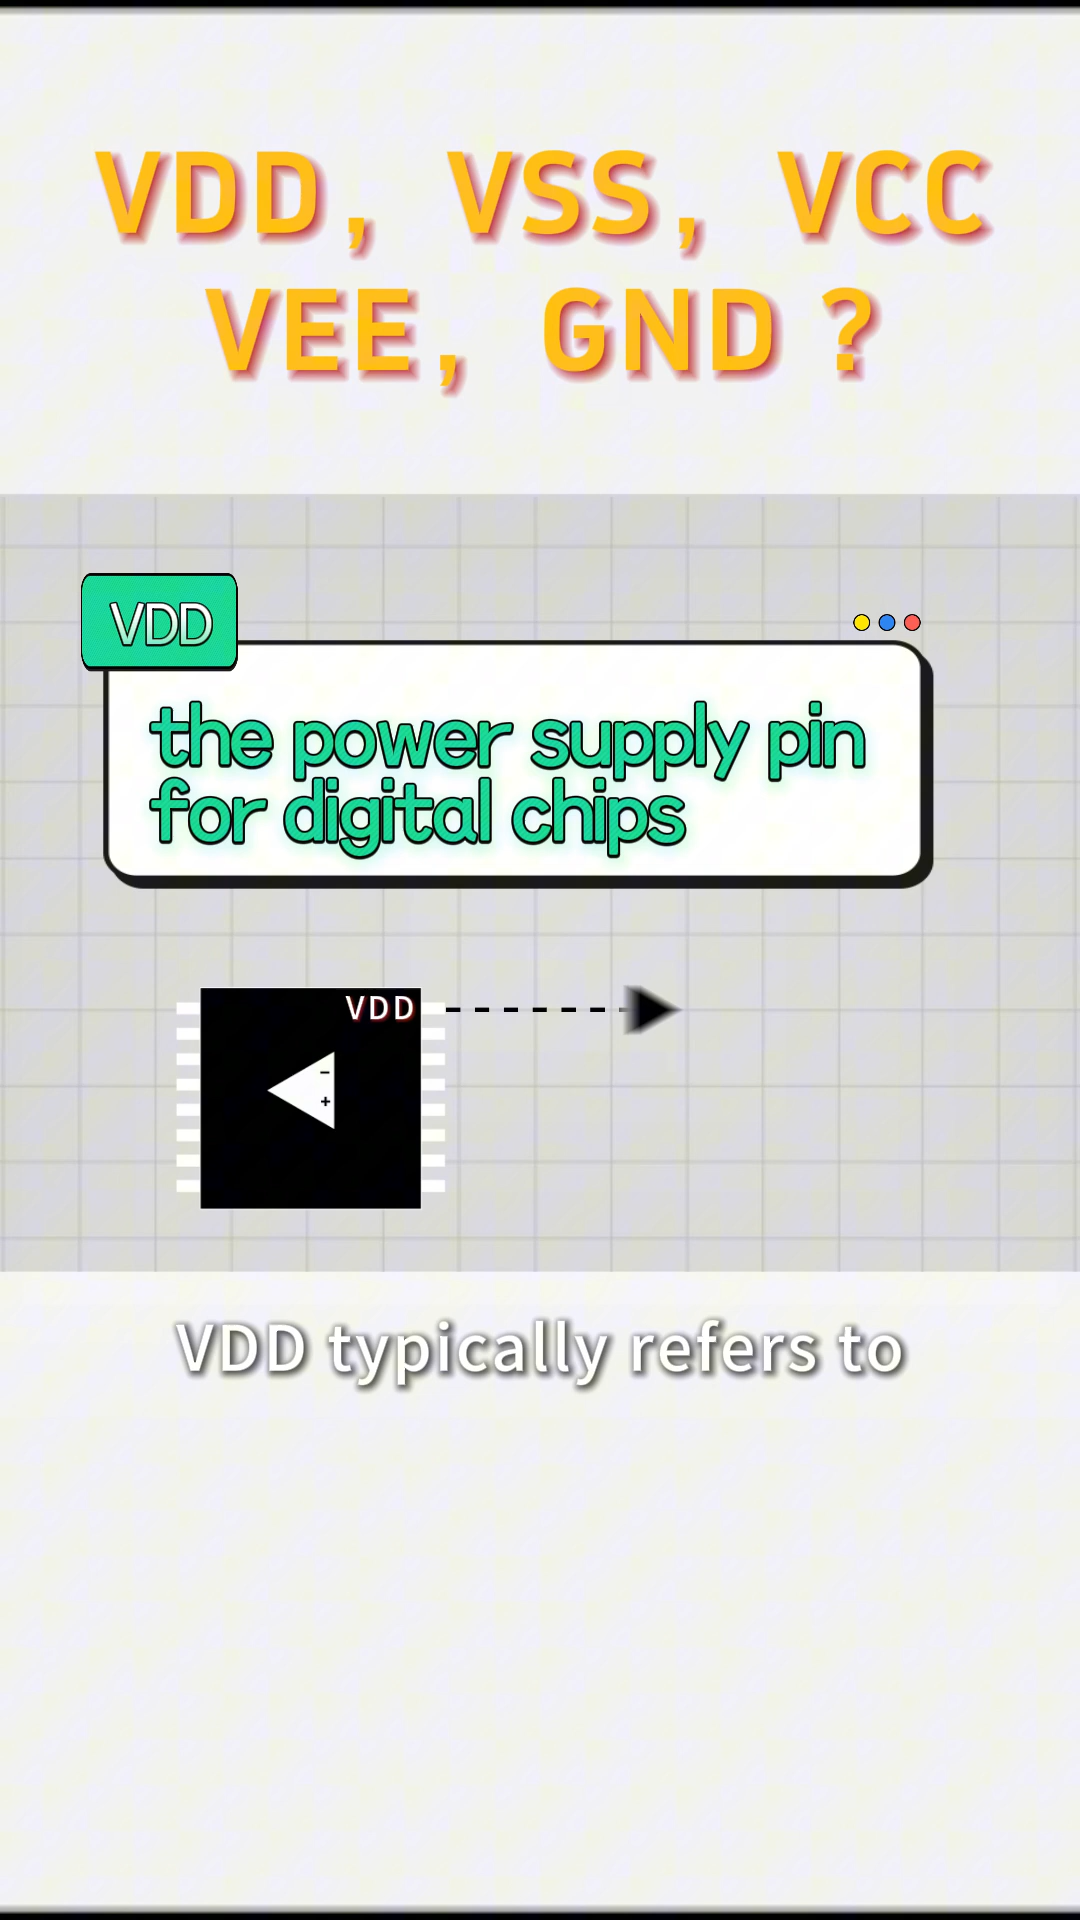 VDD, VSS, VCC
VEE, GND ?
VDD
the power supply pin
for digital chips
VDD
-
+
VDD typically refers to